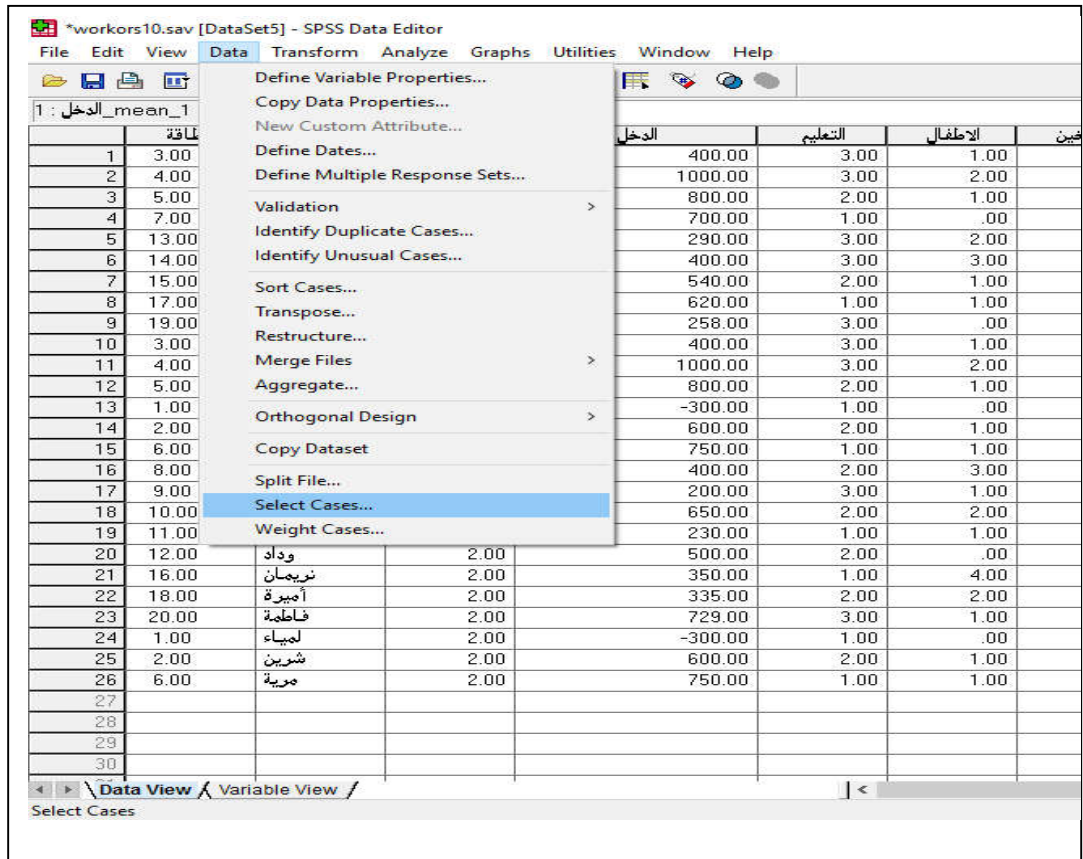 *workors10.sav [DataSet5] - SPSS Data Editor
File Edit View Data Transform Analyze Graphs Utilities Window Help
1 : الدخل_mean_1
طاقة الدخل التعليم الاطفال
1 3.00 400.00 3.00 1.00
2 4.00 1000.00 3.00 2.00
3 5.00 800.00 2.00 1.00
4 7.00 700.00 1.00 .00
5 13.00 290.00 3.00 2.00
6 14.00 400.00 3.00 3.00
7 15.00 540.00 2.00 1.00
8 17.00 620.00 1.00 1.00
9 19.00 258.00 3.00 .00
10 3.00 400.00 3.00 1.00
11 4.00 1000.00 3.00 2.00
12 5.00 800.00 2.00 1.00
13 1.00 -300.00 1.00 .00
14 2.00 600.00 2.00 1.00
15 6.00 750.00 1.00 1.00
16 8.00 400.00 2.00 3.00
17 9.00 200.00 3.00 1.00
18 10.00 650.00 2.00 2.00
19 11.00 230.00 1.00 1.00
20 12.00 وداد 2.00 500.00 2.00 .00
21 16.00 نريمان 2.00 350.00 1.00 4.00
22 18.00 أميرة 2.00 335.00 2.00 2.00
23 20.00 فاطمة 2.00 729.00 3.00 1.00
24 1.00 لمياء 2.00 -300.00 1.00 .00
25 2.00 شرين 2.00 600.00 2.00 1.00
26 6.00 مرية 2.00 750.00 1.00 1.00
27
28
29
30
Define Variable Properties...
Copy Data Properties...
New Custom Attribute...
Define Dates...
Define Multiple Response Sets...
Validation >
Identify Duplicate Cases...
Identify Unusual Cases...
Sort Cases...
Transpose...
Restructure...
Merge Files >
Aggregate...
Orthogonal Design >
Copy Dataset
Split File...
Select Cases...
Weight Cases...
Data View Variable View
Select Cases